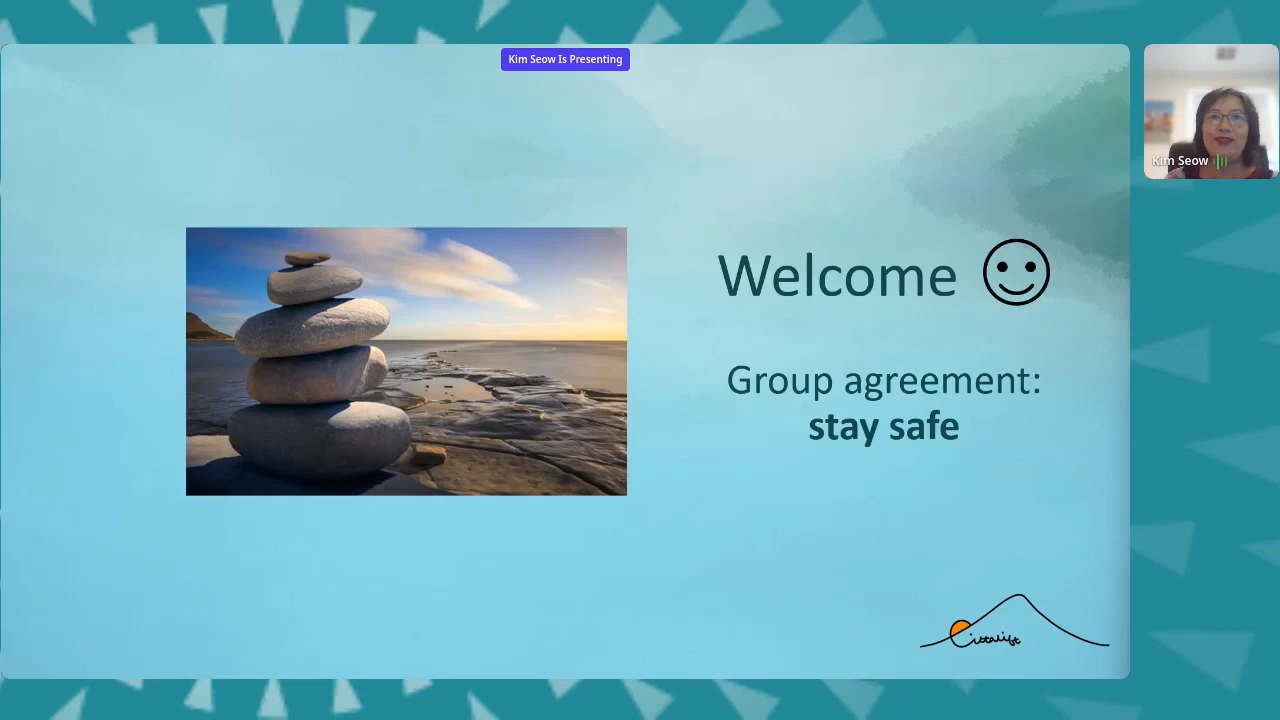 Kim Seow Is Presenting
Kim Seow
Welcome
Group agreement:
stay safe